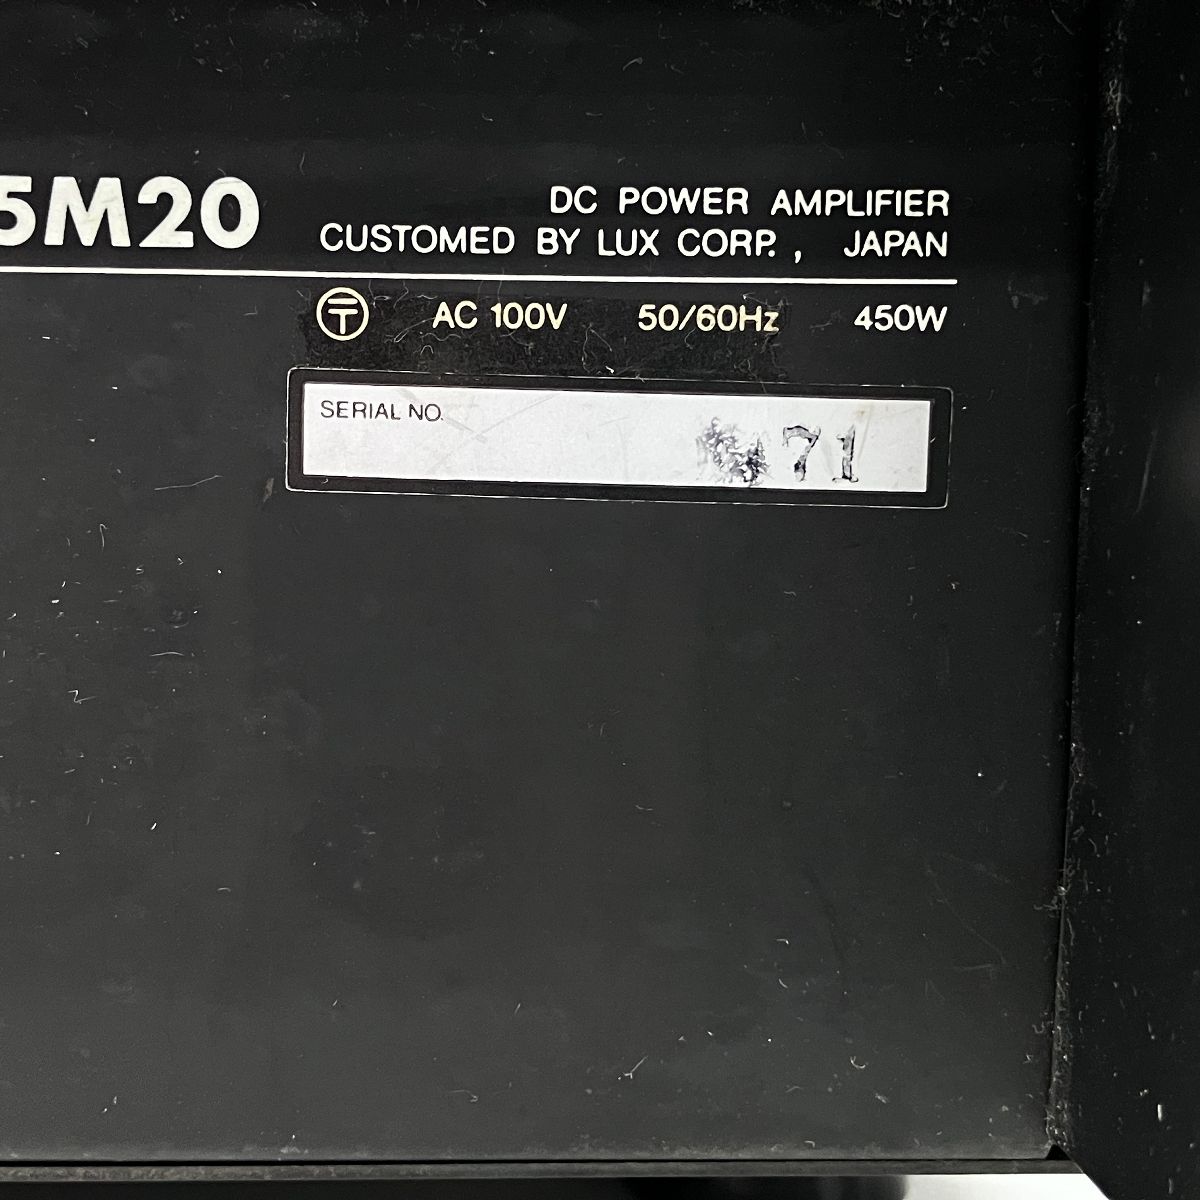 5M20
DC POWER AMPLIFIER
CUSTOMED BY LUX CORP., JAPAN
AC 100V 50/60Hz 450W
SERIAL NO.
71